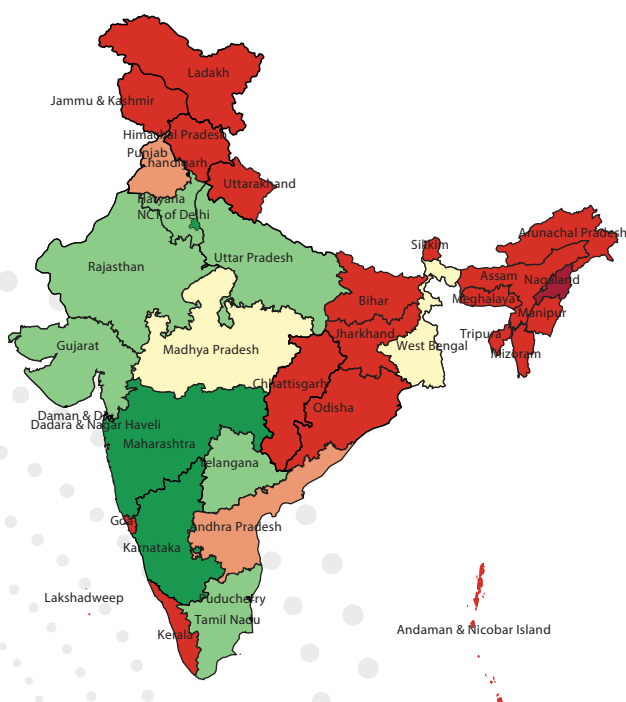 Ladakh
Jammu & Kashmir
Himachal Pradesh
Punjab
Chandigarh
Uttarakhand
Haryana
NCT of Delhi
Arunachal Pradesh
Sikkim
Uttar Pradesh
Rajasthan
Assam
Nagaland
Bihar
Meghalaya
Manipur
Jharkhand
Tripura
West Bengal
Gujarat
Madhya Pradesh
Mizoram
Chhattisgarh
Odisha
Daman & D
Dadara & Nagar Haveli
Maharashtra
Telangana
Goa
Andhra Pradesh
Karnataka
Lakshadweep
Puducherry
Tamil Nadu
Kerala
Andaman & Nicobar Island